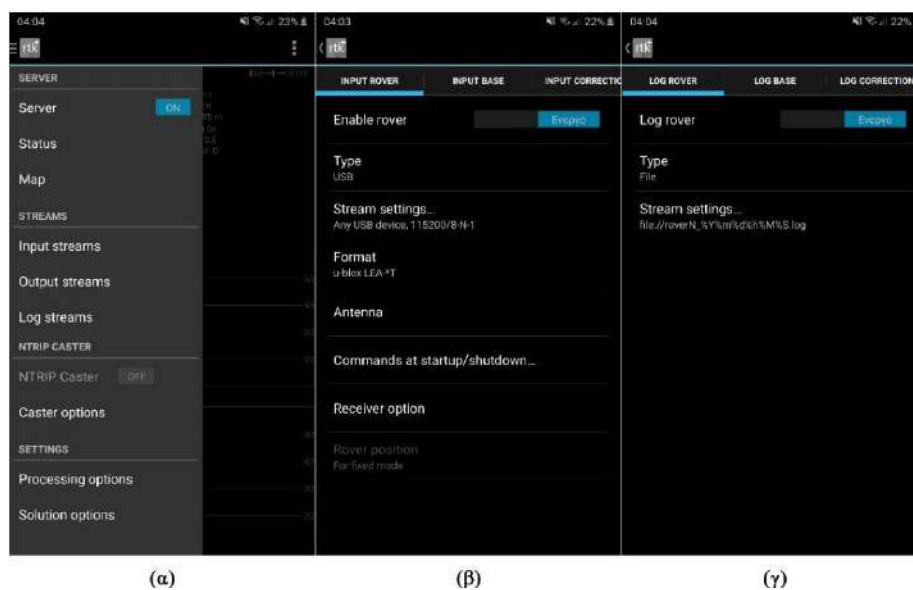 04:04
23%
rtk
SERVER
Server ON
Status
Map
STREAMS
Input streams
Output streams
Log streams
NTRIP CASTER
NTRIP Caster OFF
Caster options
SETTINGS
Processing options
Solution options
(α)
04:03
22%
rtk
INPUT ROVER INPUT BASE INPUT CORRECTIO
Enable rover Ενεργό
Type
USB
Stream settings...
Any USB device, 115200/8-N-1
Format
u-blox LEA-*T
Antenna
Commands at startup/shutdown...
Receiver option
Rover position
For fixed mode
(β)
04:04
22%
rtk
LOG ROVER LOG BASE LOG CORRECTION
Log rover Ενεργό
Type
File
Stream settings...
file://roverN_%Y%m%d%h%M%S.log
(γ)